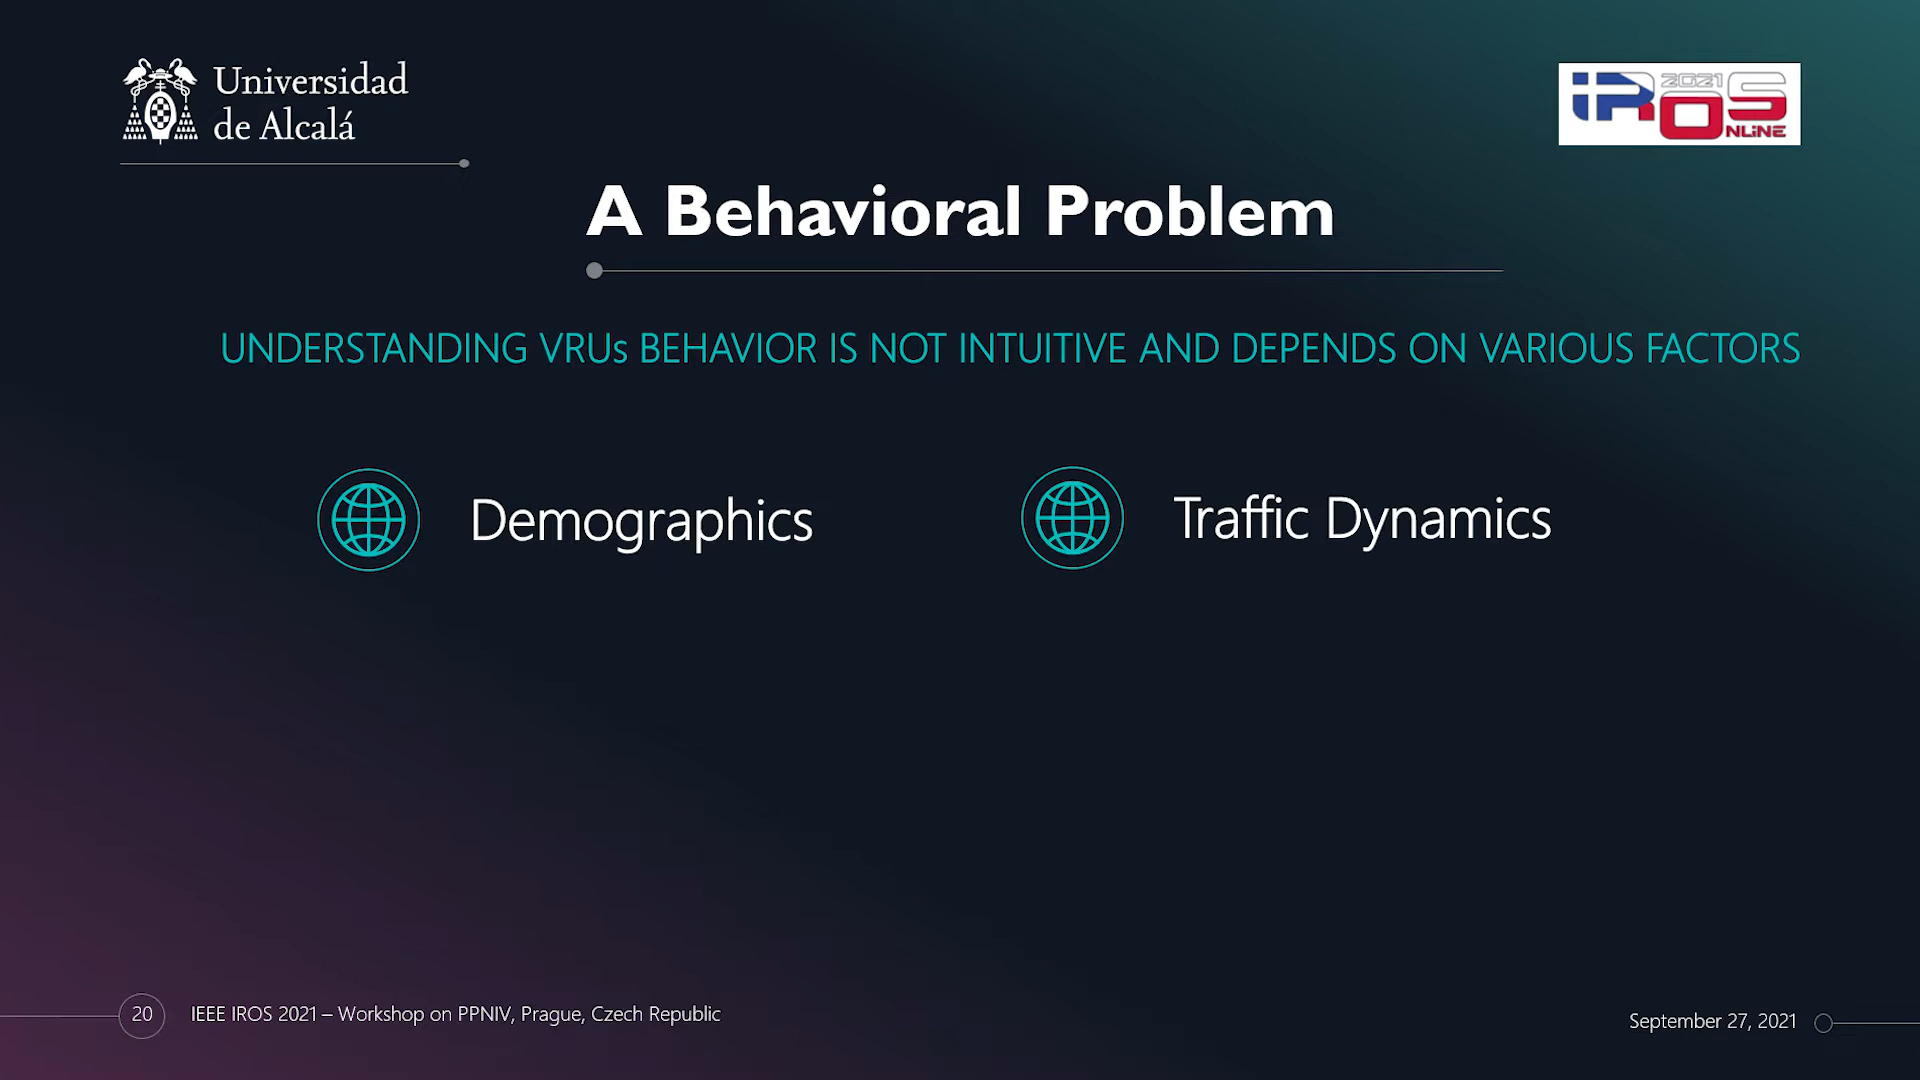 Universidad
de Alcalá
IROS 2021
ONLINE
A Behavioral Problem
UNDERSTANDING VRUs BEHAVIOR IS NOT INTUITIVE AND DEPENDS ON VARIOUS FACTORS
Demographics
Traffic Dynamics
20
IEEE IROS 2021 – Workshop on PPNIV, Prague, Czech Republic
September 27, 2021